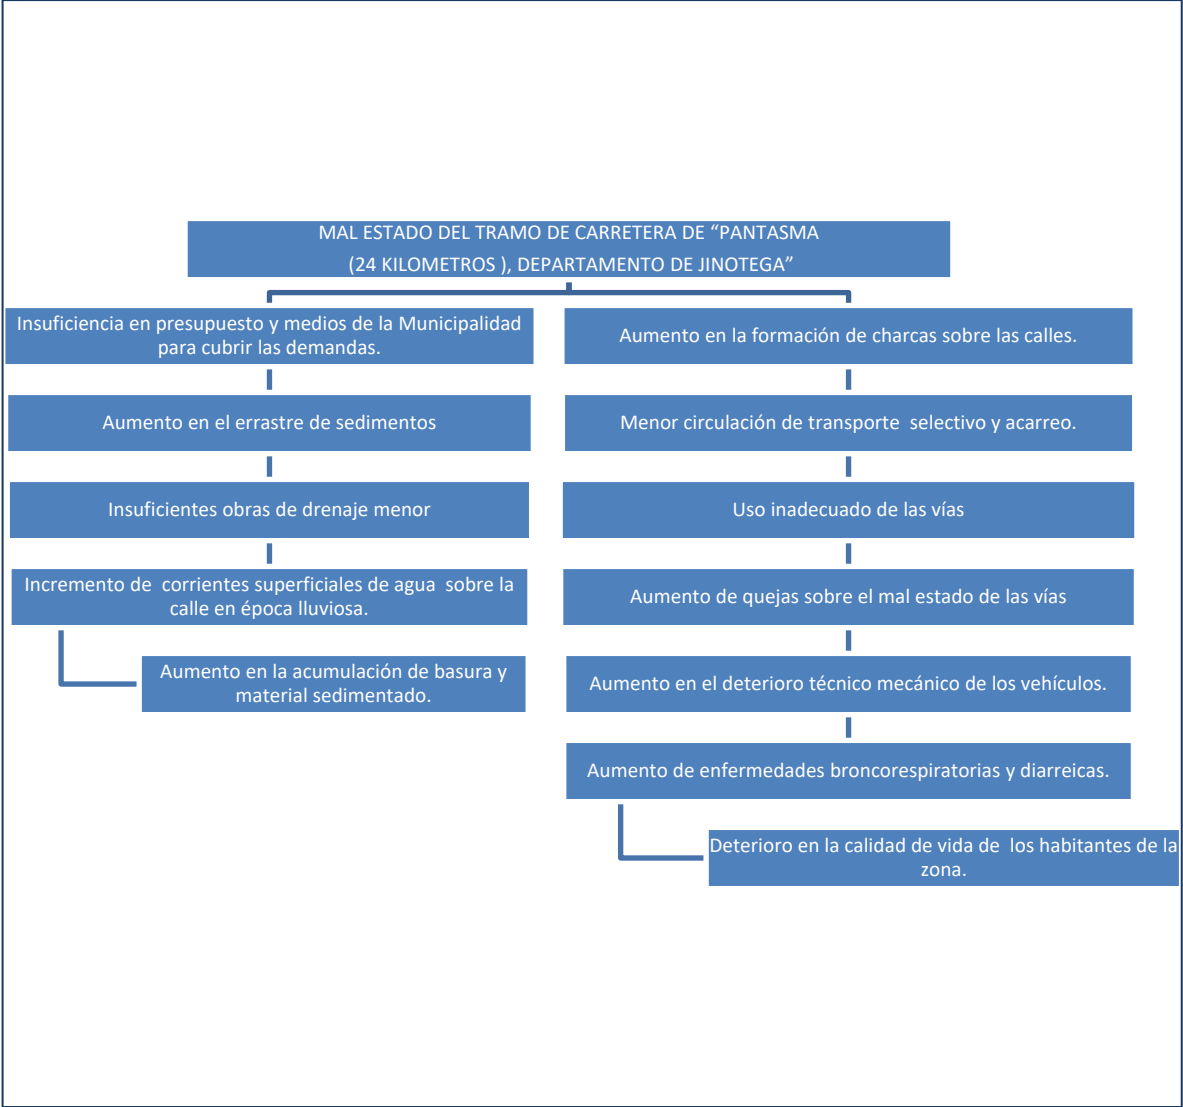 MAL ESTADO DEL TRAMO DE CARRETERA DE “PANTASMA
(24 KILOMETROS ), DEPARTAMENTO DE JINOTEGA”
Insuficiencia en presupuesto y medios de la Municipalidad
para cubrir las demandas.
Aumento en el errastre de sedimentos
Insuficientes obras de drenaje menor
Incremento de corrientes superficiales de agua sobre la
calle en época lluviosa.
Aumento en la acumulación de basura y
material sedimentado.
Aumento en la formación de charcas sobre las calles.
Menor circulación de transporte selectivo y acarreo.
Uso inadecuado de las vías
Aumento de quejas sobre el mal estado de las vías
Aumento en el deterioro técnico mecánico de los vehículos.
Aumento de enfermedades broncorespiratorias y diarreicas.
Deterioro en la calidad de vida de los habitantes de la
zona.